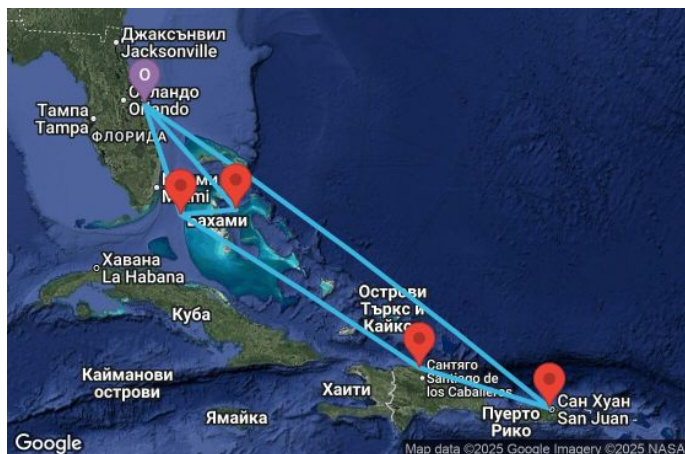 Джаксънвил
Jacksonville
O
Орландо
Orlando
Тампа
Tampa
ФЛОРИДА
Miami
Бахами
Хавана
La Habana
Куба
Острови
Търкс и
Кайкос
Кайманови
острови
Сантяго
Santiago de
los Caballeros
Хаити
Ямайка
Пуерто
Рико
Сан Хуан
San Juan
Google
Map data ©2025 Google Imagery ©2025 NASA